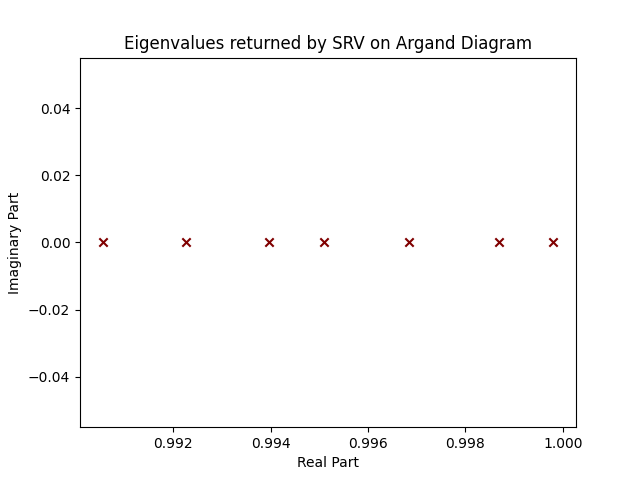 Eigenvalues returned by SRV on Argand Diagram
0.04
0.02
0.00
−0.02
−0.04
Imaginary Part
0.992 0.994 0.996 0.998 1.000
Real Part